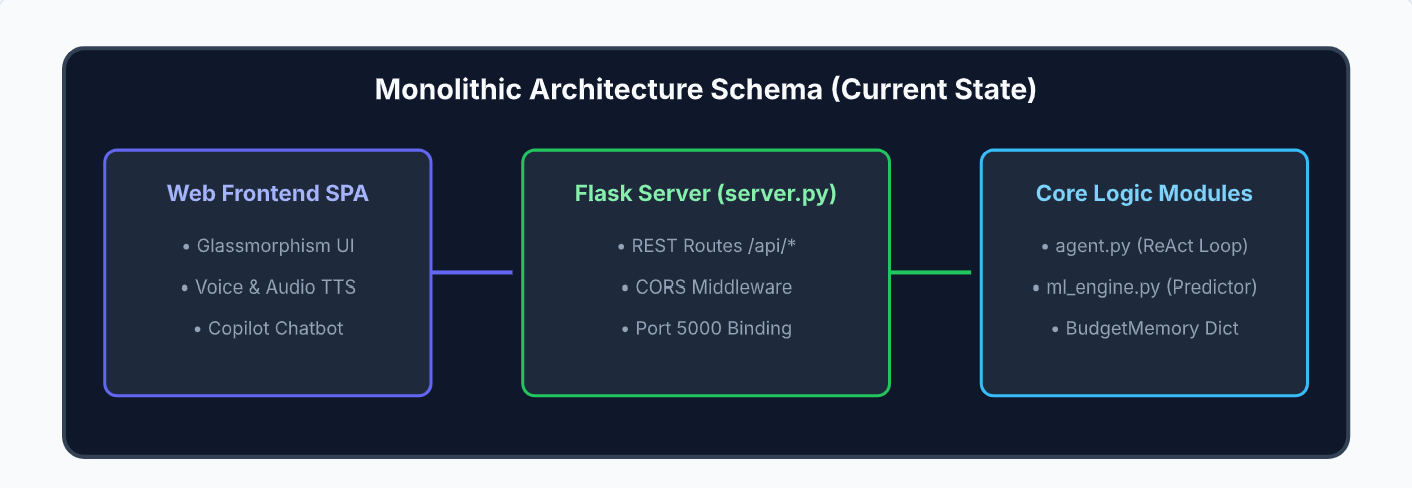 Monolithic Architecture Schema (Current State)
Web Frontend SPA
• Glassmorphism UI
• Voice & Audio TTS
• Copilot Chatbot
Flask Server (server.py)
• REST Routes /api/*
• CORS Middleware
• Port 5000 Binding
Core Logic Modules
• agent.py (ReAct Loop)
• ml_engine.py (Predictor)
• BudgetMemory Dict